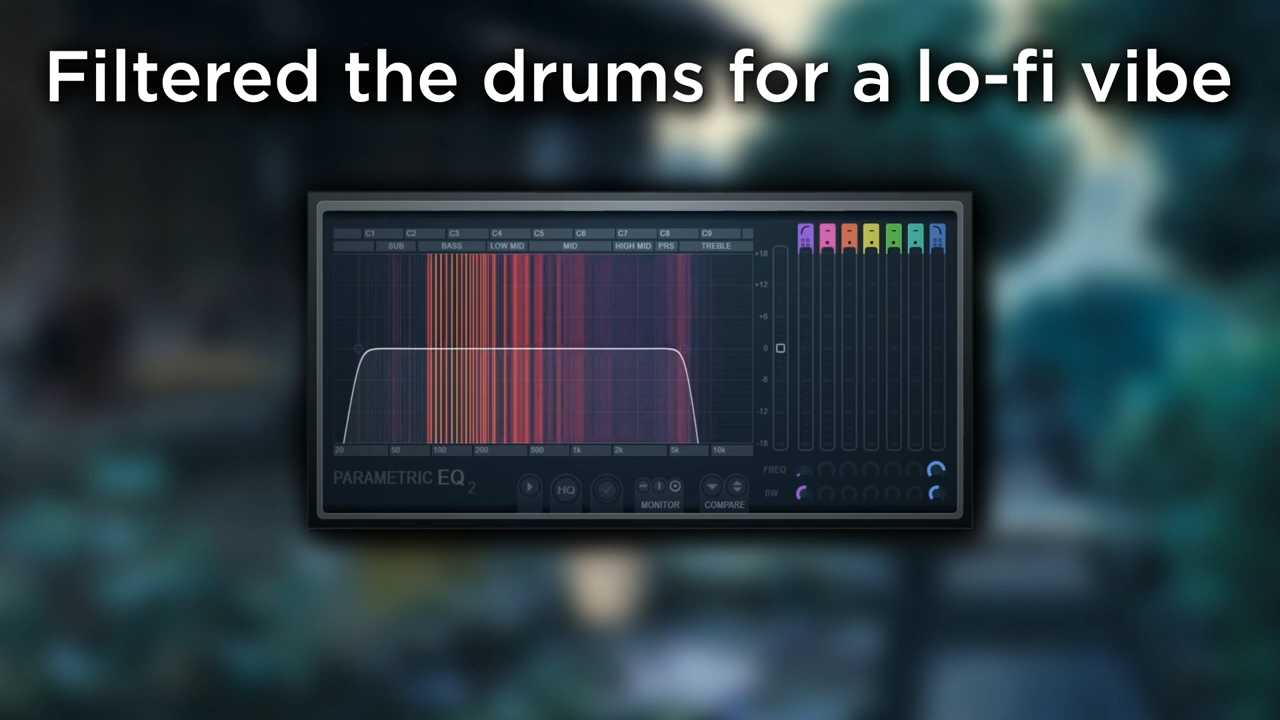 Filtered the drums for a lo-fi vibe
C1 C2 C3 C4 C5 C6 C7 C8 C9
SUB BASS LOW MID MID HIGH MID PRS TREBLE
+18
+12
+6
0
-6
-12
-18
20 50 100 200 500 1k 2k 5k 10k
PARAMETRIC EQ 2
HQ
MONITOR COMPARE
FREQ
BW